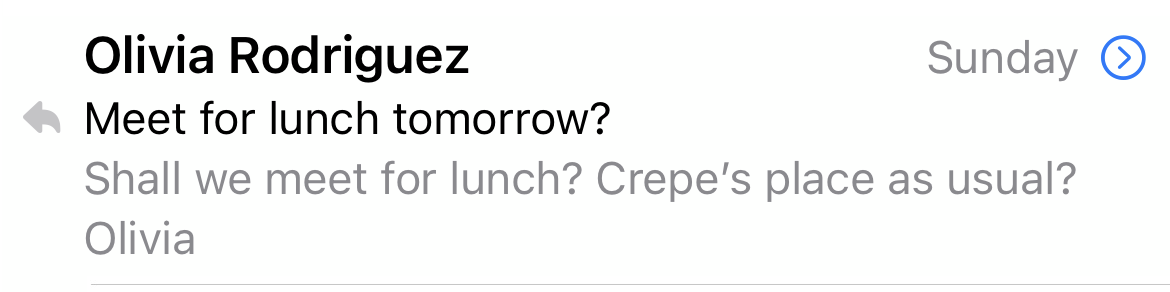 Olivia Rodriguez
Sunday
Meet for lunch tomorrow?
Shall we meet for lunch? Crepe’s place as usual?
Olivia